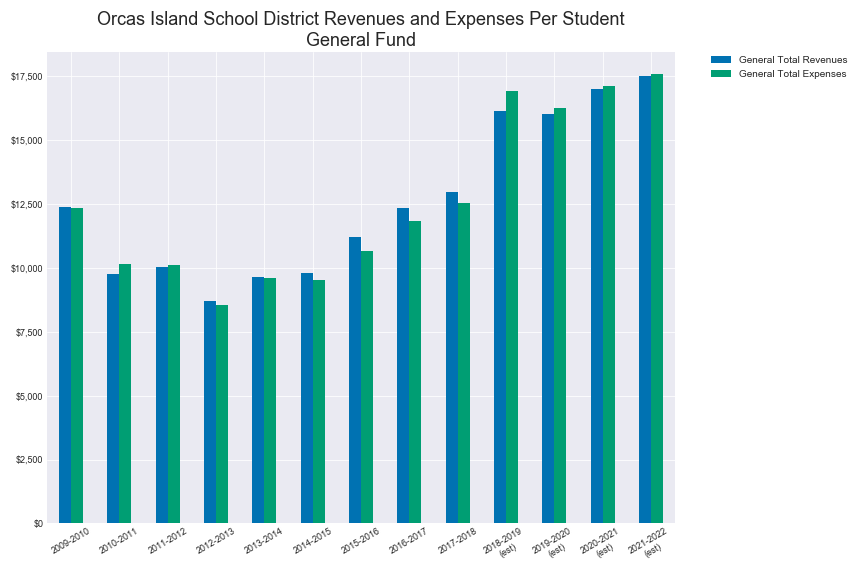 Orcas Island School District Revenues and Expenses Per Student
General Fund
General Total Revenues
General Total Expenses
$17,500
$15,000
$12,500
$10,000
$7,500
$5,000
$2,500
$0
2009-2010
2010-2011
2011-2012
2012-2013
2013-2014
2014-2015
2015-2016
2016-2017
2017-2018
2018-2019
(est)
2019-2020
(est)
2020-2021
(est)
2021-2022
(est)